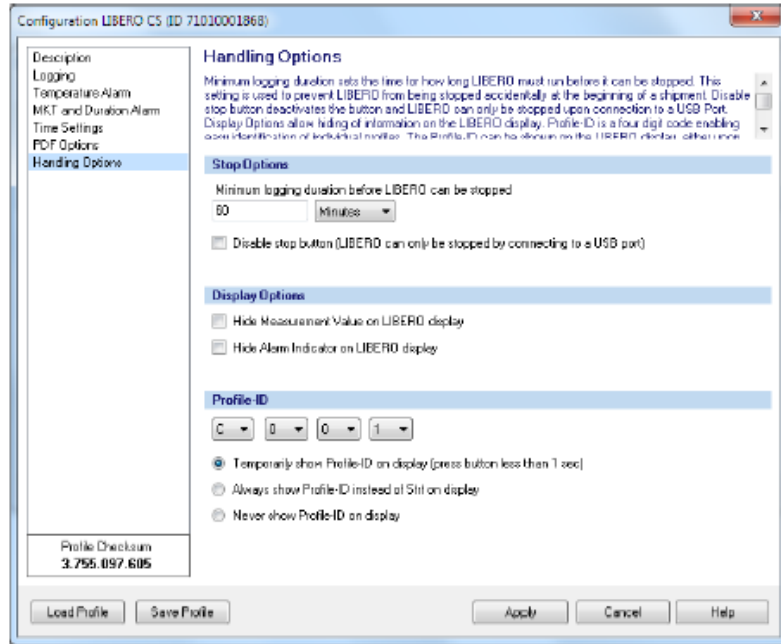 Configuration LIBERO CS (ID 71010001868)
Description
Logging
Temperature Alarm
MKT and Duration Alarm
Time Settings
PDF Options
Handling Options
Profile Checksum
3.755.097.605
Handling Options
Minimum logging duration sets the time for how long LIBERO must run before it can be stopped. This
setting is used to prevent LIBERO from being stopped accidentally at the beginning of a shipment. Disable
stop button deactivates the button and LIBERO can only be stopped upon connection to a USB Port.
Display Options allow hiding of information on the LIBERO display. Profile-ID is a four digit code enabling
easy identification of individual profiles. The Profile-ID can be shown on the LIBERO display, either upon
Stop Options
Minimum logging duration before LIBERO can be stopped
60 Minutes
Disable stop button (LIBERO can only be stopped by connecting to a USB port)
Display Options
Hide Measurement Value on LIBERO display
Hide Alarm Indicator on LIBERO display
Profile-ID
C 0 0 1
Temporarily show Profile-ID on display (press button less than 1 sec)
Always show Profile-ID instead of Strt on display
Never show Profile-ID on display
Load Profile Save Profile Apply Cancel Help